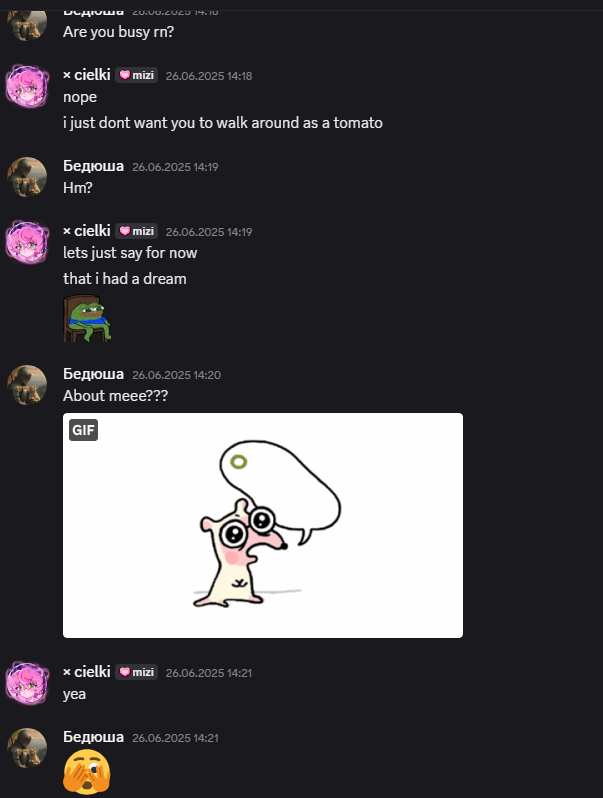 Бедюша 26.06.2025 14:18
Are you busy rn?
× cielki mizi 26.06.2025 14:18
nope
i just dont want you to walk around as a tomato
Бедюша 26.06.2025 14:19
Hm?
× cielki mizi 26.06.2025 14:19
lets just say for now
that i had a dream
Бедюша 26.06.2025 14:20
About meee???
GIF
× cielki mizi 26.06.2025 14:21
yea
Бедюша 26.06.2025 14:21